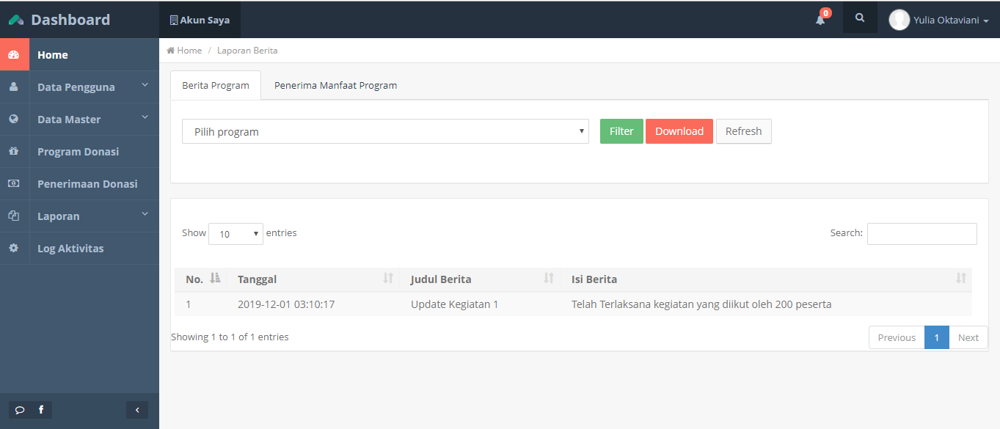 Dashboard
Akun Saya
0
Yulia Oktaviani
Home
Data Pengguna
Data Master
Program Donasi
Penerimaan Donasi
Laporan
Log Aktivitas
Home / Laporan Berita
Berita Program
Penerima Manfaat Program
Pilih program
Filter
Download
Refresh
Show 10 entries
Search:
No. Tanggal Judul Berita Isi Berita
1 2019-12-01 03:10:17 Update Kegiatan 1 Telah Terlaksana kegiatan yang diikut oleh 200 peserta
Showing 1 to 1 of 1 entries
Previous 1 Next